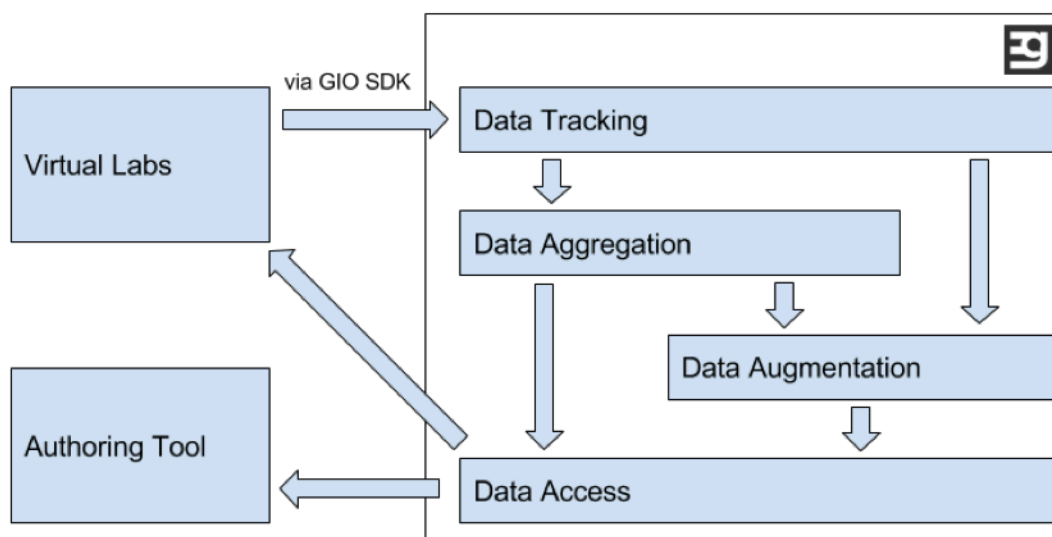 via GIO SDK
Data Tracking
Virtual Labs
Data Aggregation
Data Augmentation
Authoring Tool
Data Access